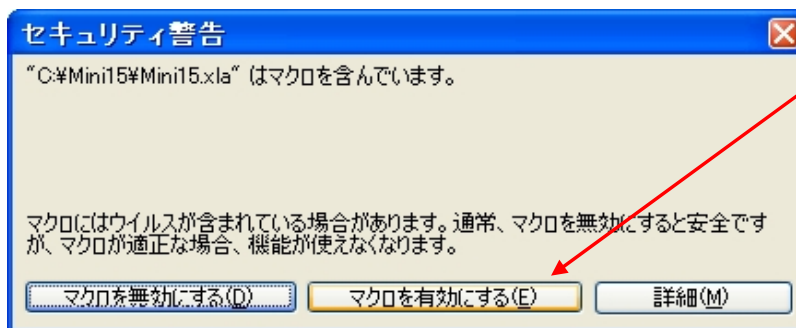 セキュリティ警告
"C:¥Mini15¥Mini15.xla" はマクロを含んでいます。
マクロにはウイルスが含まれている場合があります。通常、マクロを無効にすると安全です
が、マクロが適正な場合、機能が使えなくなります。
マクロを無効にする(D) マクロを有効にする(E) 詳細(M)